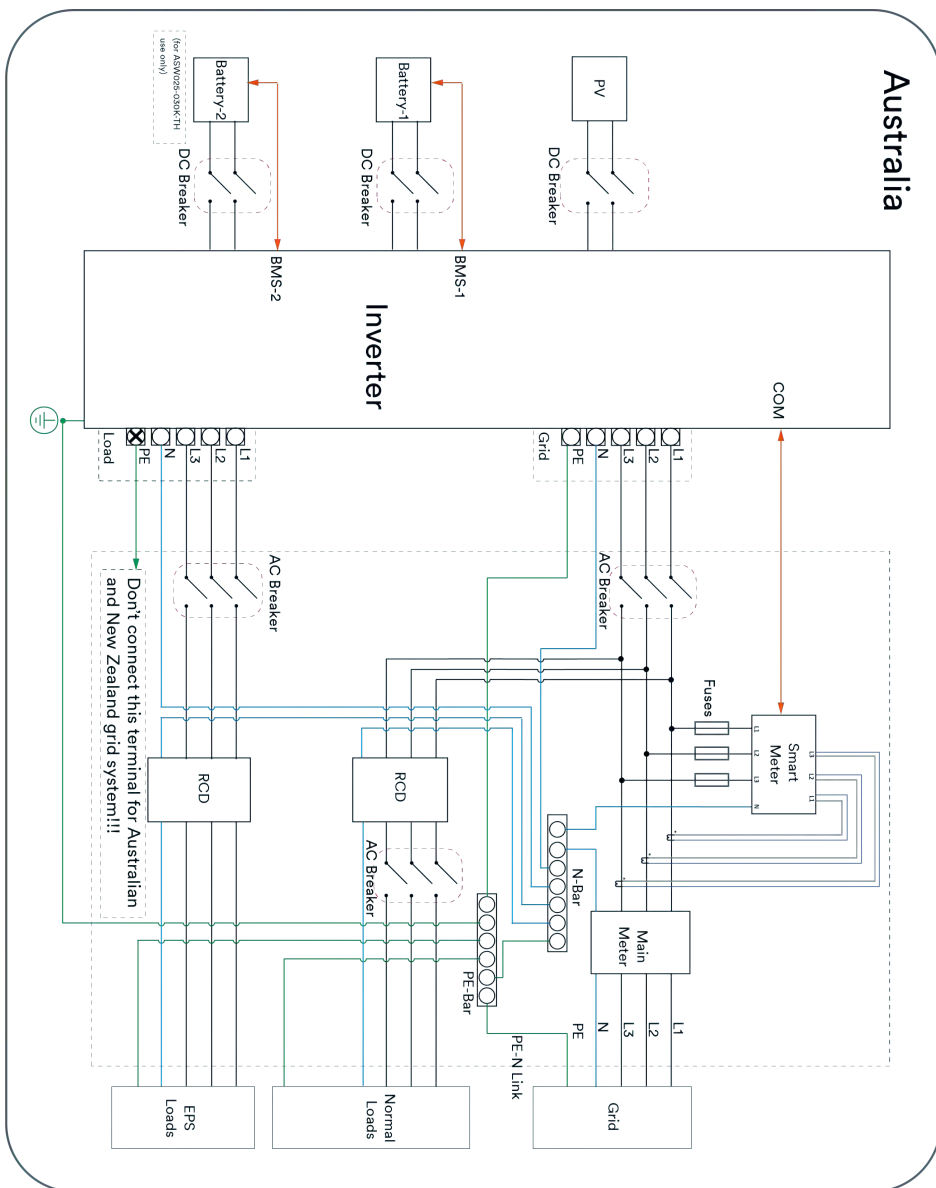 Australia
PV
DC Breaker
Battery-1
DC Breaker
Battery-2
DC Breaker
(for ASW025-030K-TH
use only)
BMS-1
BMS-2
Inverter
COM
Grid
L1
L2
L3
N
PE
Load
L1
L2
L3
N
PE
AC Breaker
AC Breaker
Don't connect this terminal for Australian
and New Zealand grid system!!!
Fuses
Smart
Meter
L1
L2
L3
N
L3
L2
L1
RCD
RCD
AC Breaker
N-Bar
PE-Bar
Main
Meter
L1
L2
L3
N
PE
PE-N Link
Grid
Normal
Loads
EPS
Loads